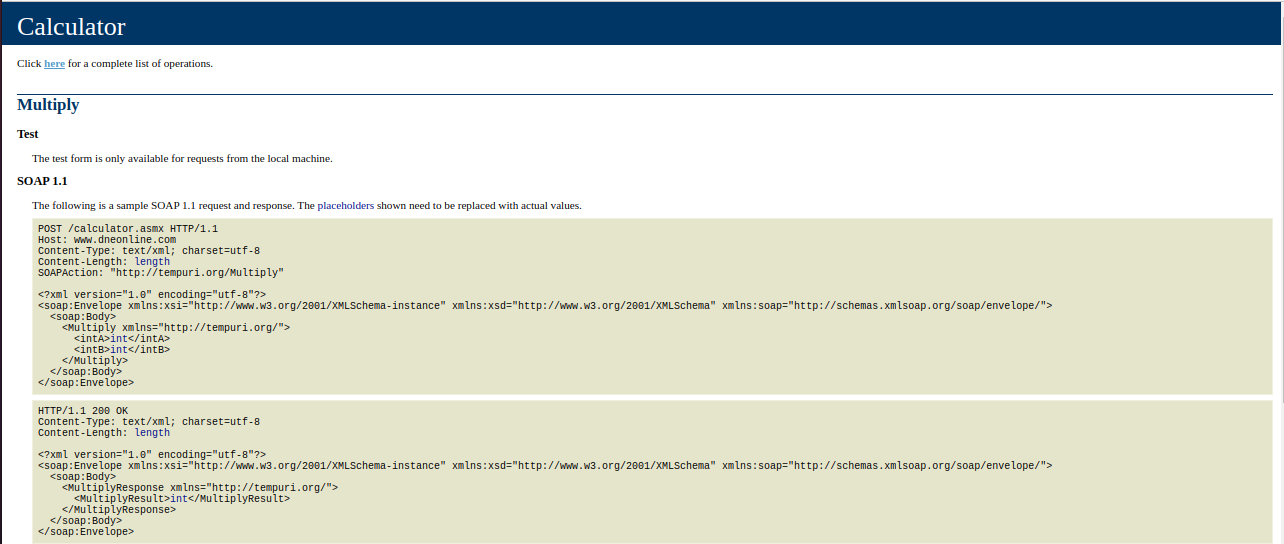 Calculator
Click here for a complete list of operations.
Multiply
Test
The test form is only available for requests from the local machine.
SOAP 1.1
The following is a sample SOAP 1.1 request and response. The placeholders shown need to be replaced with actual values.
POST /calculator.asmx HTTP/1.1
Host: www.dneonline.com
Content-Type: text/xml; charset=utf-8
Content-Length: length
SOAPAction: "http://tempuri.org/Multiply"
<?xml version="1.0" encoding="utf-8"?>
<soap:Envelope xmlns:xsi="http://www.w3.org/2001/XMLSchema-instance" xmlns:xsd="http://www.w3.org/2001/XMLSchema" xmlns:soap="http://schemas.xmlsoap.org/soap/envelope/">
  <soap:Body>
    <Multiply xmlns="http://tempuri.org/">
      <intA>int</intA>
      <intB>int</intB>
    </Multiply>
  </soap:Body>
</soap:Envelope>
HTTP/1.1 200 OK
Content-Type: text/xml; charset=utf-8
Content-Length: length
<?xml version="1.0" encoding="utf-8"?>
<soap:Envelope xmlns:xsi="http://www.w3.org/2001/XMLSchema-instance" xmlns:xsd="http://www.w3.org/2001/XMLSchema" xmlns:soap="http://schemas.xmlsoap.org/soap/envelope/">
  <soap:Body>
    <MultiplyResponse xmlns="http://tempuri.org/">
      <MultiplyResult>int</MultiplyResult>
    </MultiplyResponse>
  </soap:Body>
</soap:Envelope>